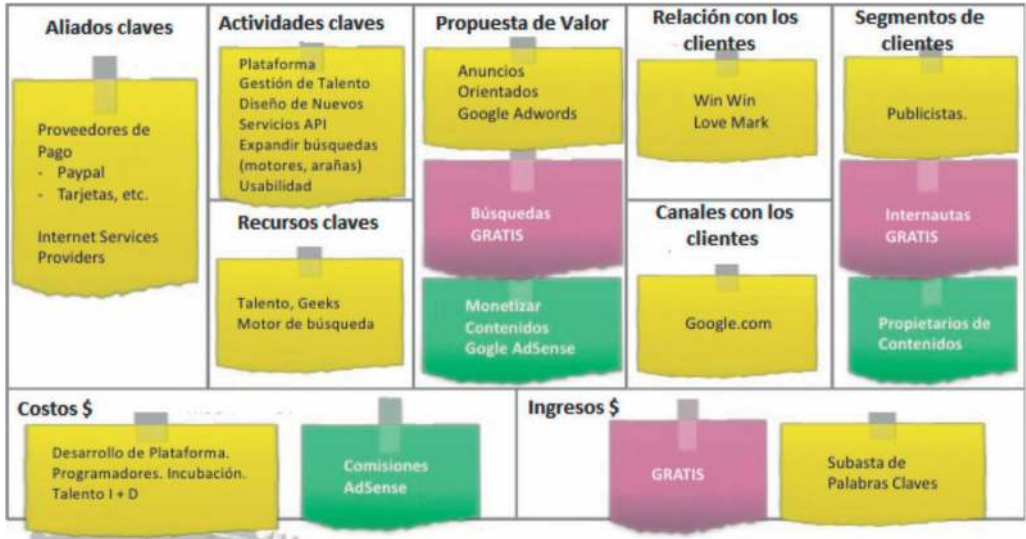 Aliados claves
Proveedores de
Pago
- Paypal
- Tarjetas, etc.
Internet Services
Providers
Actividades claves
Plataforma
Gestión de Talento
Diseño de Nuevos
Servicios API
Expandir búsquedas
(motores, arañas)
Usabilidad
Recursos claves
Talento, Geeks
Motor de búsqueda
Propuesta de Valor
Anuncios
Orientados
Google Adwords
Búsquedas
GRATIS
Monetizar
Contenidos
Gogle AdSense
Relación con los
clientes
Win Win
Love Mark
Canales con los
clientes
Google.com
Segmentos de
clientes
Publicistas.
Internautas
GRATIS
Propietarios de
Contenidos
Costos $
Desarrollo de Plataforma.
Programadores. Incubación.
Talento I + D
Comisiones
AdSense
Ingresos $
GRATIS
Subasta de
Palabras Claves